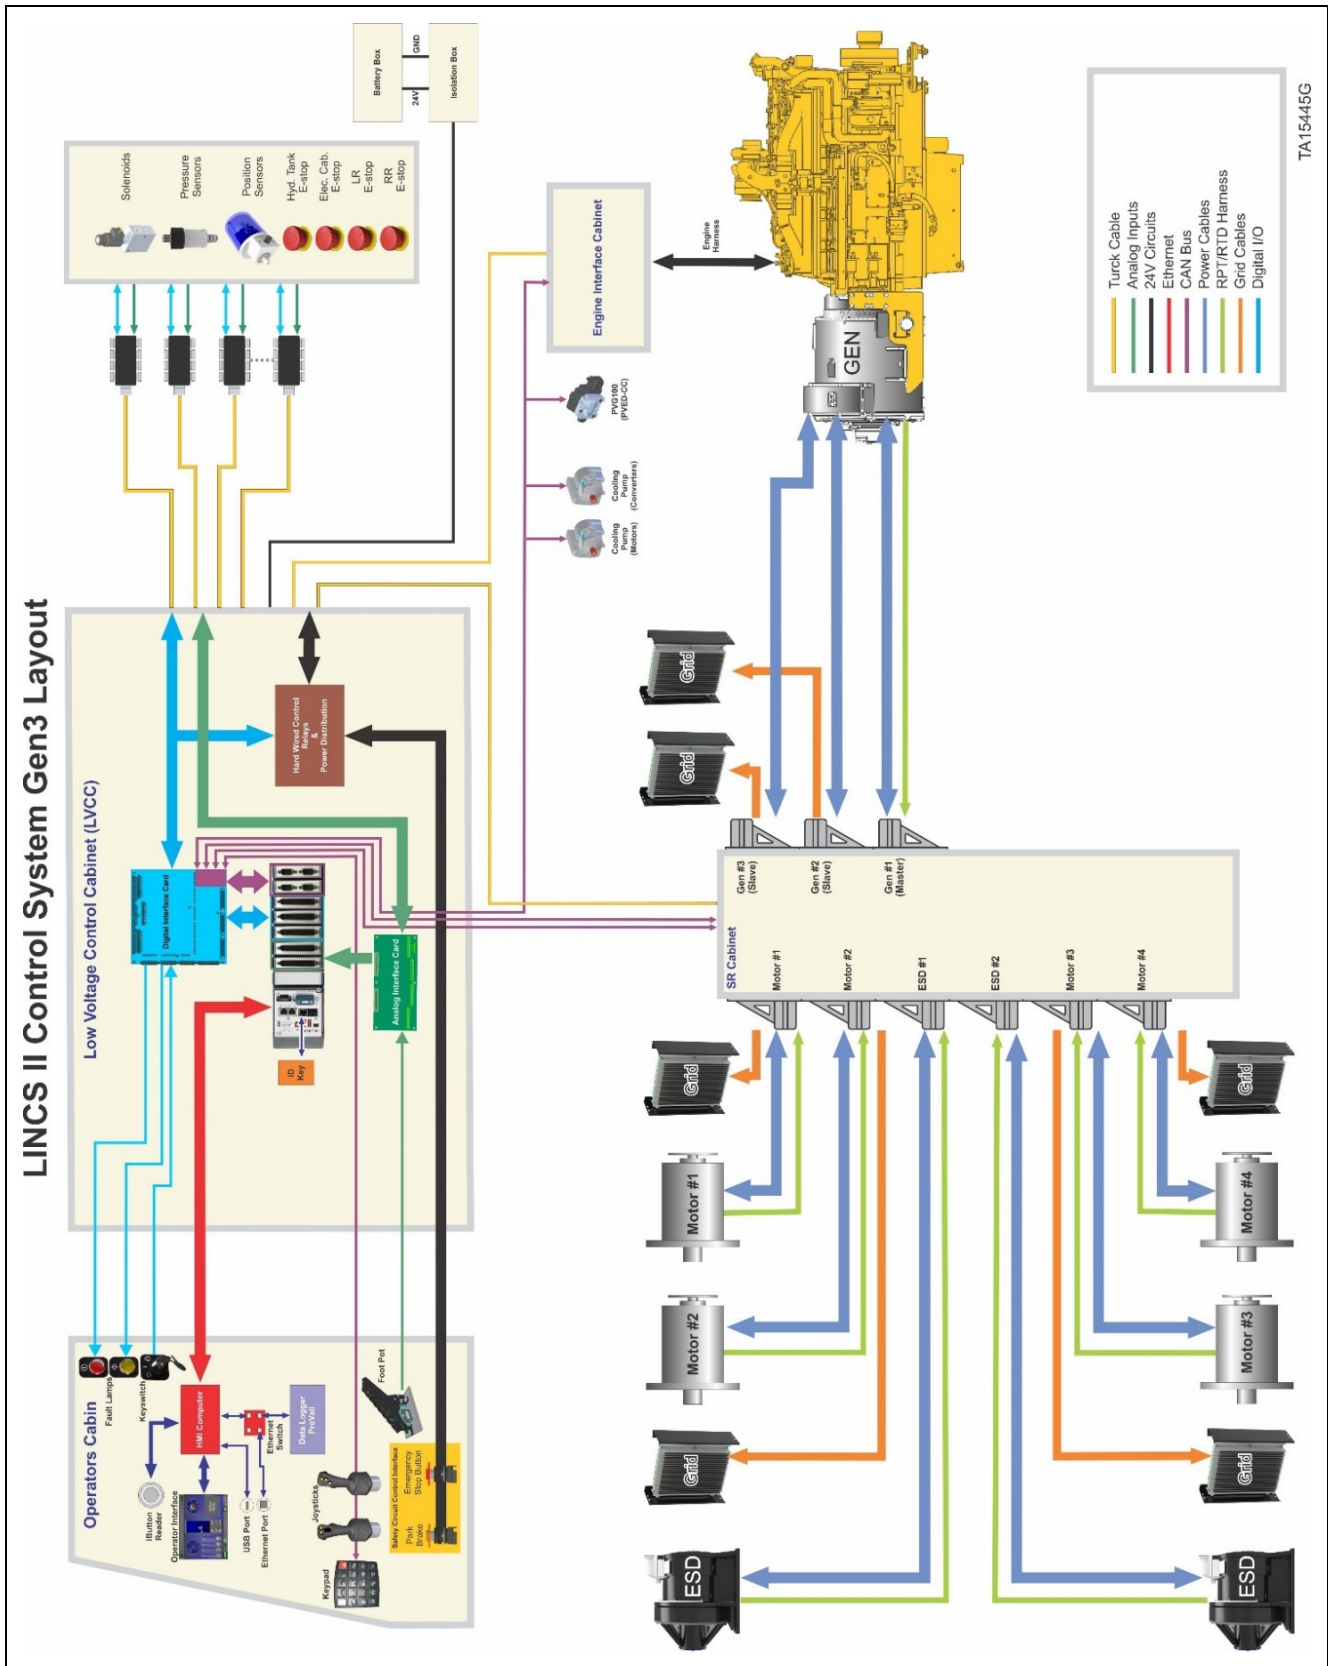 LINCS II Control System Gen3 Layout
Battery Box
GND
24V
Isolation Box
Solenoids
Pressure
Sensors
Position
Sensors
Hyd. Tank
E-stop
Elec. Cab.
E-stop
LR
E-stop
RR
E-stop
Low Voltage Control Cabinet (LVCC)
Digital Interface Card
Hard Wired Control
Relays
&
Power Distribution
Analog Interface Card
ID
Key
Operators Cabin
Fault Lamps
Keyswitch
HMI Computer
IButton
Reader
Operator Interface
USB Port
Ethernet Port
Ethernet
Switch
Data Logger
PreVail
Joysticks
Keypad
Foot Pot
Safety Circuit Control Interface
Park
Brake
Emergency
Stop Button
Engine Interface Cabinet
Engine
Harness
PVG100
(PVED-CC)
Cooling
Pump
(Converters)
Cooling
Pump
(Motors)
GEN
Grid
Grid
Gen #3
(Slave)
Gen #2
(Slave)
Gen #1
(Master)
SR Cabinet
Motor #1
Motor #2
ESD #1
ESD #2
Motor #3
Motor #4
Grid
Motor #1
Motor #2
Grid
ESD
Grid
Motor #4
Motor #3
Grid
ESD
Turck Cable
Analog Inputs
24V Circuits
Ethernet
CAN Bus
Power Cables
RPT/RTD Harness
Grid Cables
Digital I/O
TA15445G